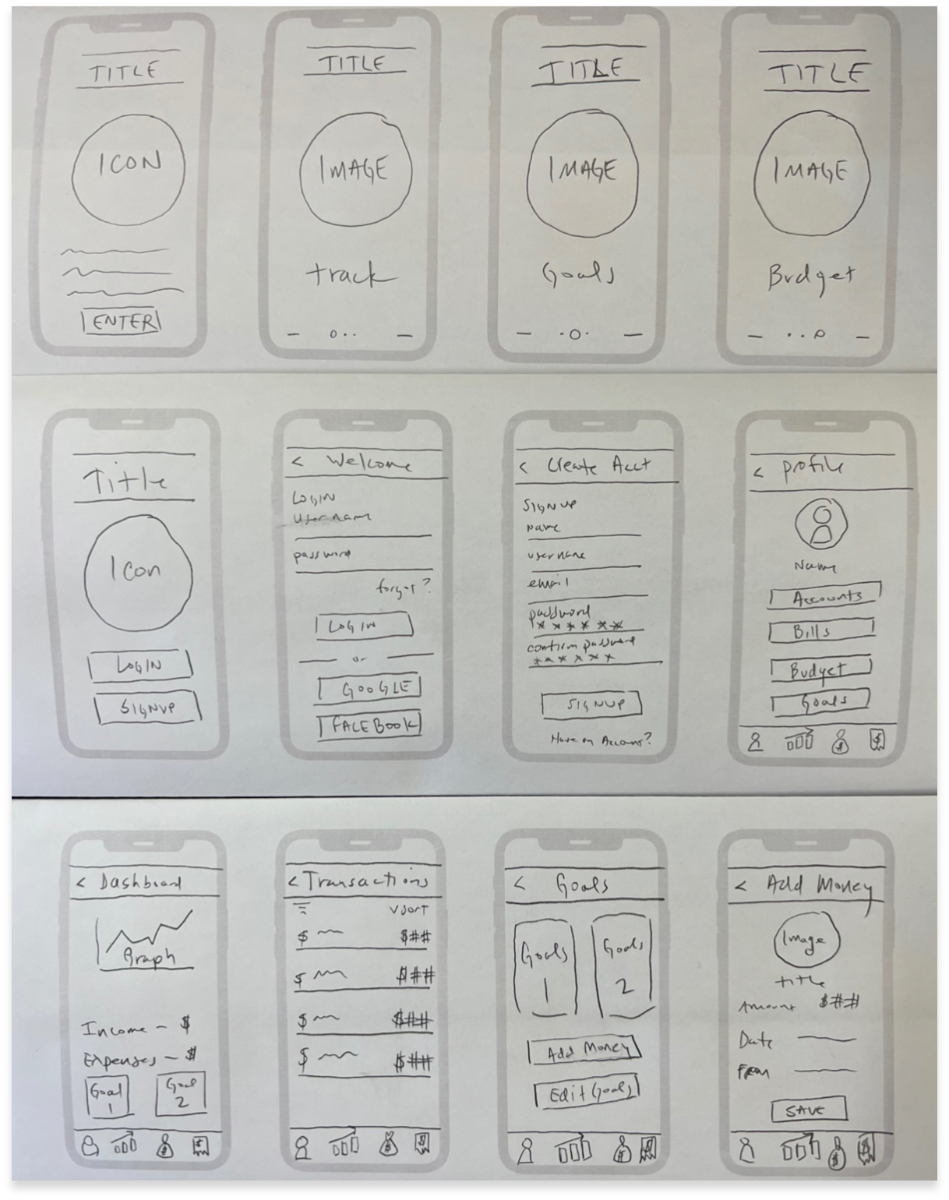 TITLE
ICON
ENTER
TITLE
IMAGE
track
TITLE
IMAGE
Goals
TITLE
IMAGE
Budget
Title
Icon
LOGIN
SIGNUP
< Welcome
LOGIN
Username
password
forgot?
LOGIN
or
GOOGLE
FACEBOOK
< Create Acct
SIGNUP
Name
username
email
password
* * * * * *
confirm password
* * * * * *
SIGNUP
Have an Account?
< Profile
Name
Accounts
Bills
Budget
Goals
$ $
< Dashboard
Graph
Income – $
Expenses – $
Goal Goal
1 2
$ $
< Transactions
V SORT
$ $##
$ $##
$ $##
$ $##
$ $
< Goals
Goals Goals
1 2
Add Money
Edit Goals
$ $
< Add Money
Image
title
Amount $##
Date
From
SAVE
$ $